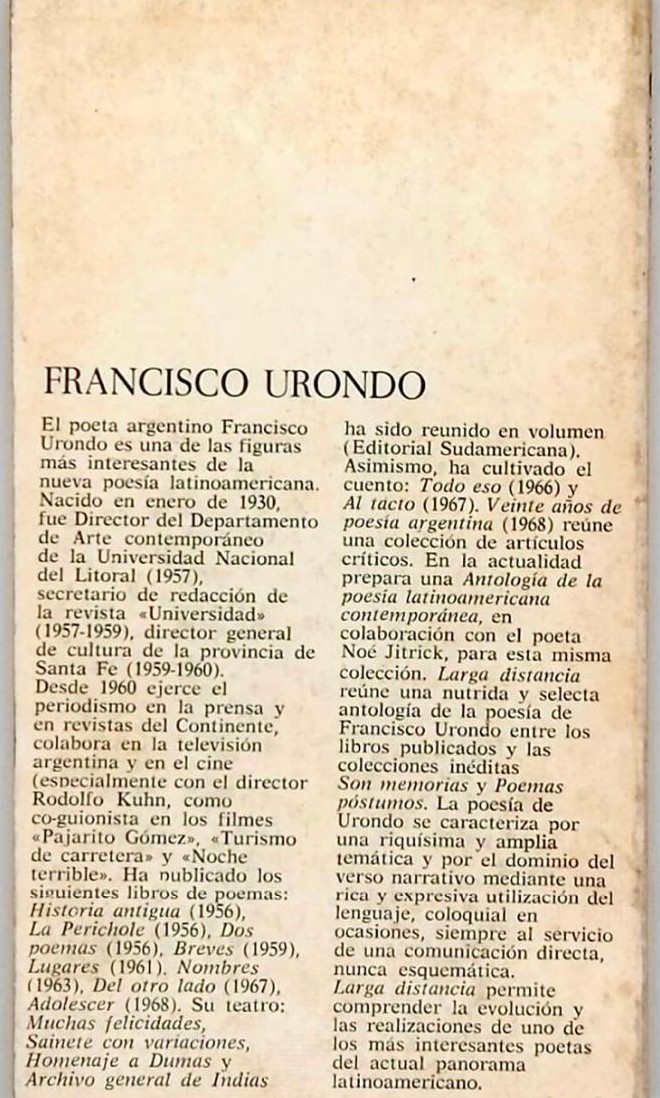 FRANCISCO URONDO
El poeta argentino Francisco
Urondo es una de las figuras
más interesantes de la
nueva poesía latinoamericana.
Nacido en enero de 1930,
fue Director del Departamento
de Arte contemporáneo
de la Universidad Nacional
del Litoral (1957),
secretario de redacción de
la revista «Universidad»
(1957-1959), director general
de cultura de la provincia de
Santa Fe (1959-1960).
Desde 1960 ejerce el
periodismo en la prensa y
en revistas del Continente,
colabora en la televisión
argentina y en el cine
(especialmente con el director
Rodolfo Kuhn, como
co-guionista en los filmes
«Pajarito Gómez», «Turismo
de carretera» y «Noche
terrible». Ha publicado los
siguientes libros de poemas:
Historia antigua (1956),
La Perichole (1956), Dos
poemas (1956), Breves (1959),
Lugares (1961), Nombres
(1963), Del otro lado (1967),
Adolescer (1968). Su teatro:
Muchas felicidades,
Sainete con variaciones,
Homenaje a Dumas y
Archivo general de Indias
ha sido reunido en volumen
(Editorial Sudamericana).
Asimismo, ha cultivado el
cuento: Todo eso (1966) y
Al tacto (1967). Veinte años de
poesía argentina (1968) reúne
una colección de artículos
críticos. En la actualidad
prepara una Antología de la
poesía latinoamericana
contemporánea, en
colaboración con el poeta
Noé Jitrick, para esta misma
colección. Larga distancia
reúne una nutrida y selecta
antología de la poesía de
Francisco Urondo entre los
libros publicados y las
colecciones inéditas
Son memorias y Poemas
póstumos. La poesía de
Urondo se caracteriza por
una riquísima y amplia
temática y por el dominio del
verso narrativo mediante una
rica y expresiva utilización del
lenguaje, coloquial en
ocasiones, siempre al servicio
de una comunicación directa,
nunca esquemática.
Larga distancia permite
comprender la evolución y
las realizaciones de uno de
los más interesantes poetas
del actual panorama
latinoamericano.